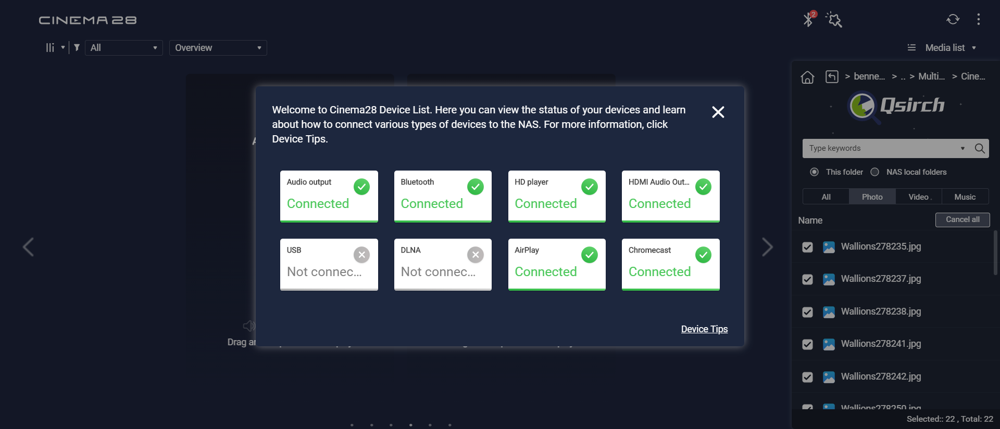 CINEMA28
2
All
Overview
Media list
> benne... > .. > Multi... > Cine...
Qsirch
Type keywords
This folder
NAS local folders
All
Photo
Video
Music
Name
Cancel all
Wallions278235.jpg
Wallions278237.jpg
Wallions278238.jpg
Wallions278241.jpg
Wallions278242.jpg
Wallions278250.jpg
Selected:: 22 , Total: 22
Welcome to Cinema28 Device List. Here you can view the status of your devices and learn
about how to connect various types of devices to the NAS. For more information, click
Device Tips.
Audio output
Connected
Bluetooth
Connected
HD player
Connected
HDMI Audio Out...
Connected
USB
Not connec...
DLNA
Not connec...
AirPlay
Connected
Chromecast
Connected
Device Tips
Drag